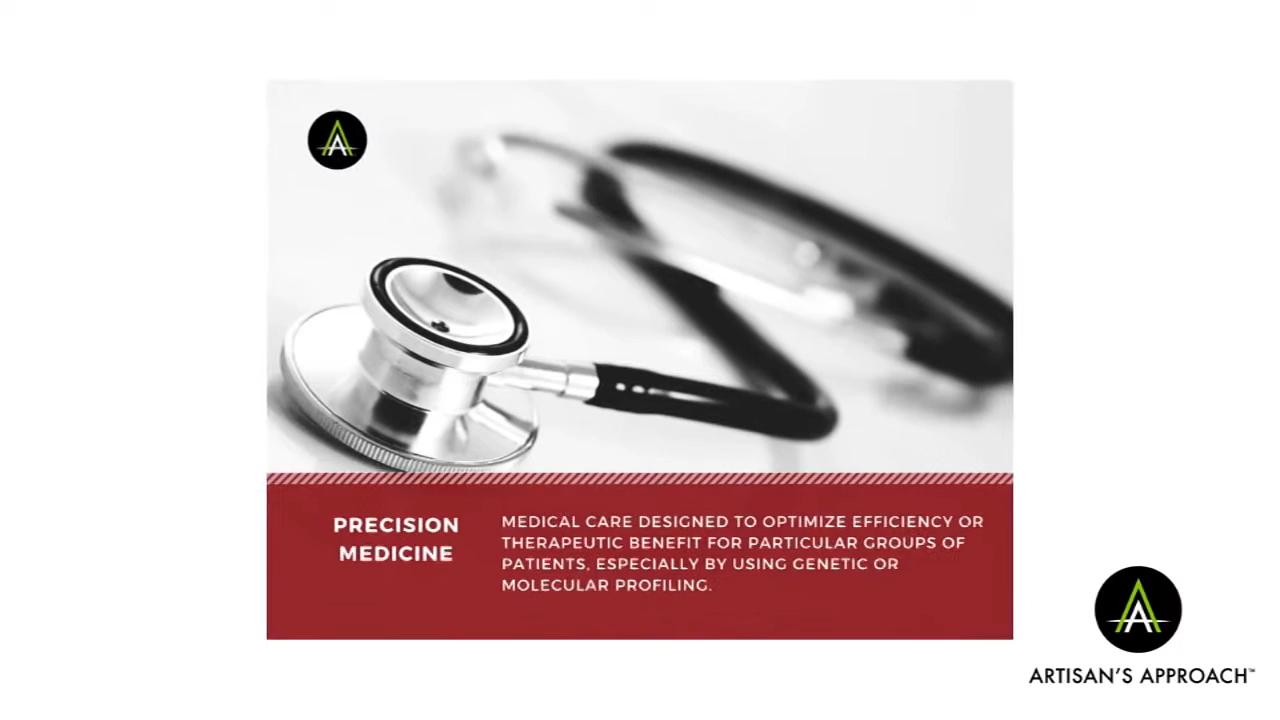 PRECISION
MEDICINE
MEDICAL CARE DESIGNED TO OPTIMIZE EFFICIENCY OR
THERAPEUTIC BENEFIT FOR PARTICULAR GROUPS OF
PATIENTS, ESPECIALLY BY USING GENETIC OR
MOLECULAR PROFILING.
ARTISAN'S APPROACH™